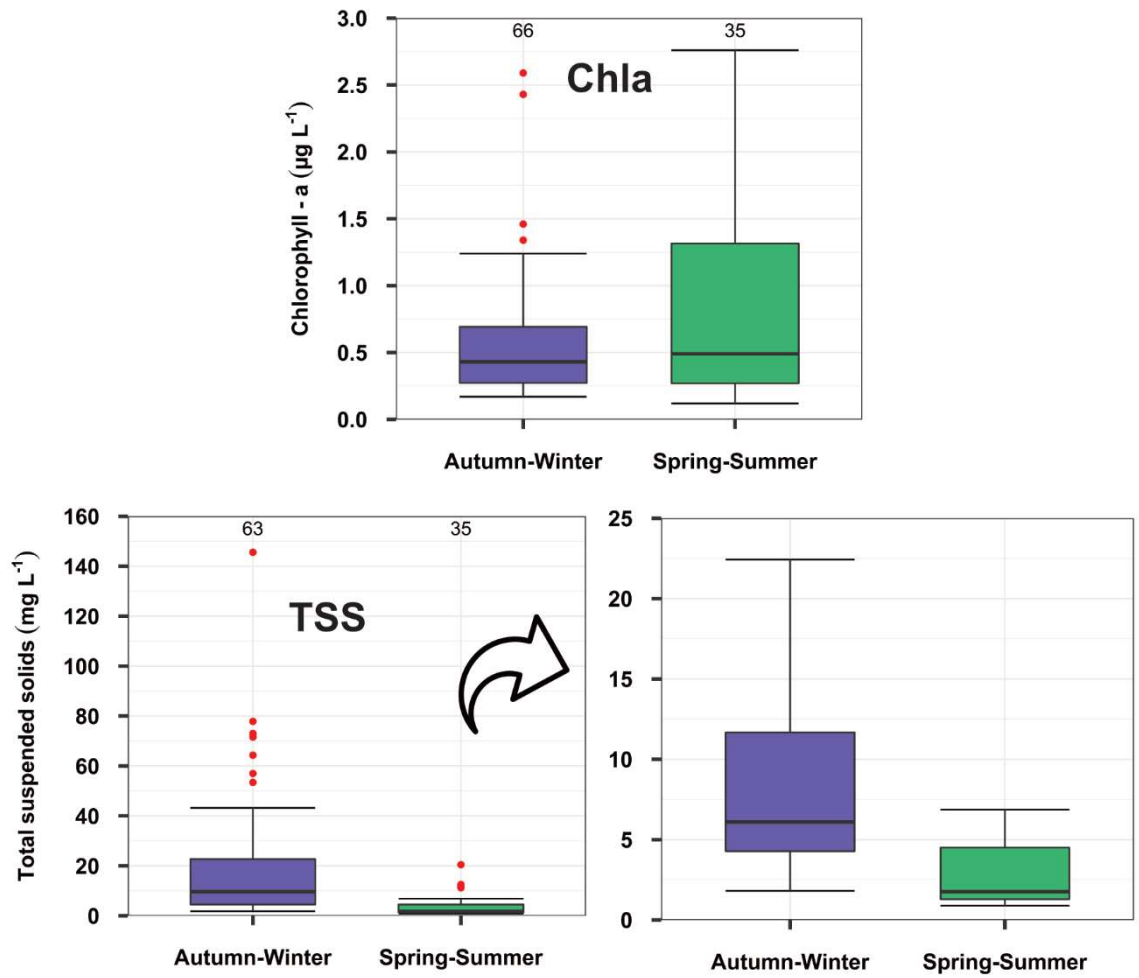 3.0
2.5
2.0
1.5
1.0
0.5
0.0
Chlorophyll - a (µg L⁻¹)
66
35
Chla
Autumn-Winter
Spring-Summer
160
140
120
100
80
60
40
20
0
Total suspended solids (mg L⁻¹)
63
35
TSS
Autumn-Winter
Spring-Summer
25
20
15
10
5
0
Autumn-Winter
Spring-Summer